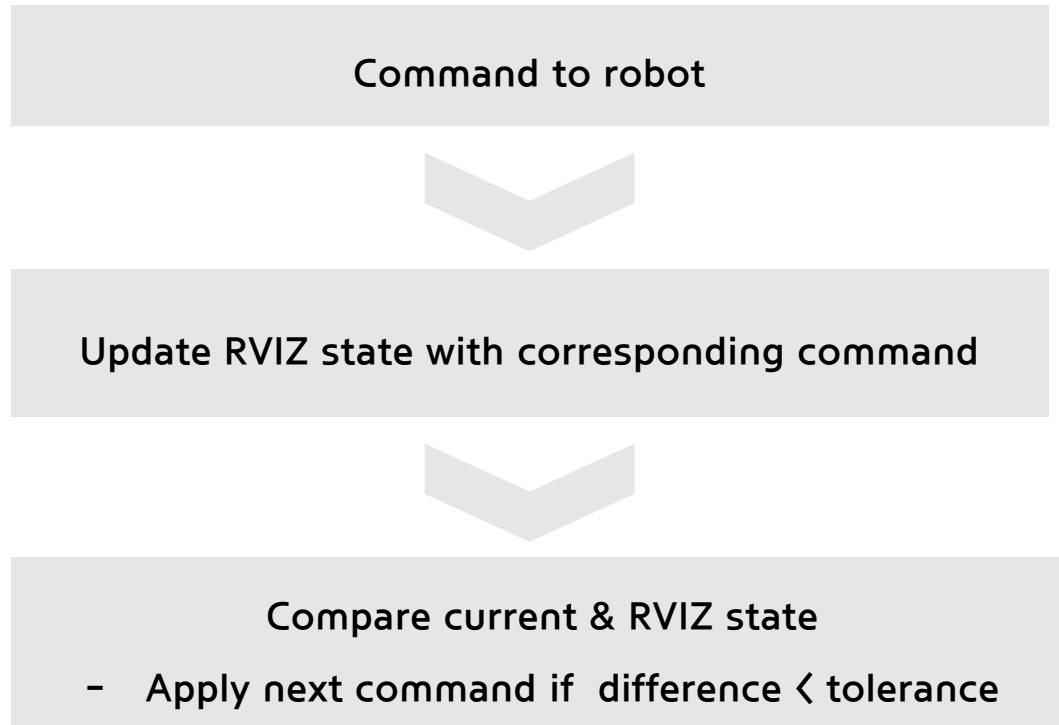 Command to robot
Update RVIZ state with corresponding command
Compare current & RVIZ state
- Apply next command if difference < tolerance